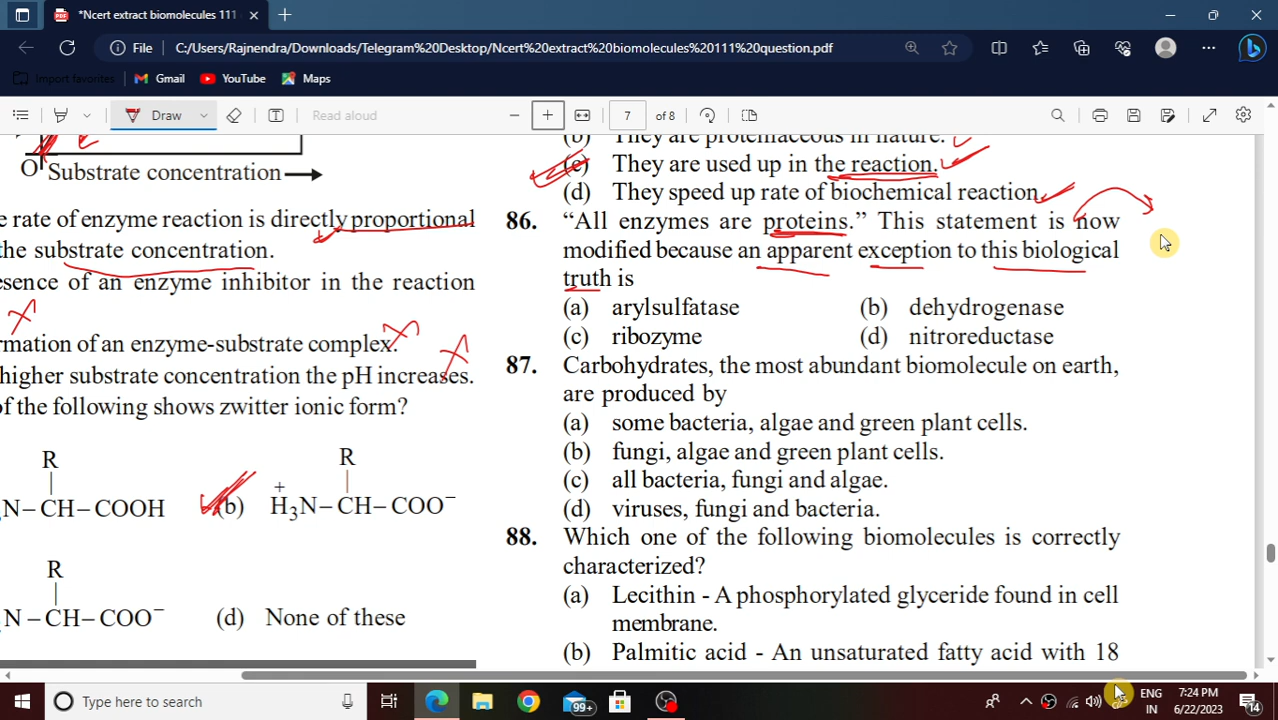 *Ncert extract biomolecules 111
File C:/Users/Rajnendra/Downloads/Telegram%20Desktop/Ncert%20extract%20biomolecules%20111%20question.pdf
Import favorites Gmail YouTube Maps
Draw Read aloud 7 of 8
O Substrate concentration
e rate of enzyme reaction is directly proportional
the substrate concentration.
esence of an enzyme inhibitor in the reaction
rmation of an enzyme-substrate complex.
higher substrate concentration the pH increases.
of the following shows zwitter ionic form?
R
N–CH–COOH
(b)
R
+
H₃N–CH–COO⁻
R
N–CH–COO⁻
(d) None of these
(b) They are proteinaceous in nature.
(c) They are used up in the reaction.
(d) They speed up rate of biochemical reaction.
86. “All enzymes are proteins.” This statement is now
modified because an apparent exception to this biological
truth is
(a) arylsulfatase (b) dehydrogenase
(c) ribozyme (d) nitroreductase
87. Carbohydrates, the most abundant biomolecule on earth,
are produced by
(a) some bacteria, algae and green plant cells.
(b) fungi, algae and green plant cells.
(c) all bacteria, fungi and algae.
(d) viruses, fungi and bacteria.
88. Which one of the following biomolecules is correctly
characterized?
(a) Lecithin - A phosphorylated glyceride found in cell
membrane.
(b) Palmitic acid - An unsaturated fatty acid with 18
Type here to search
99+
ENG
IN
7:24 PM
6/22/2023
14